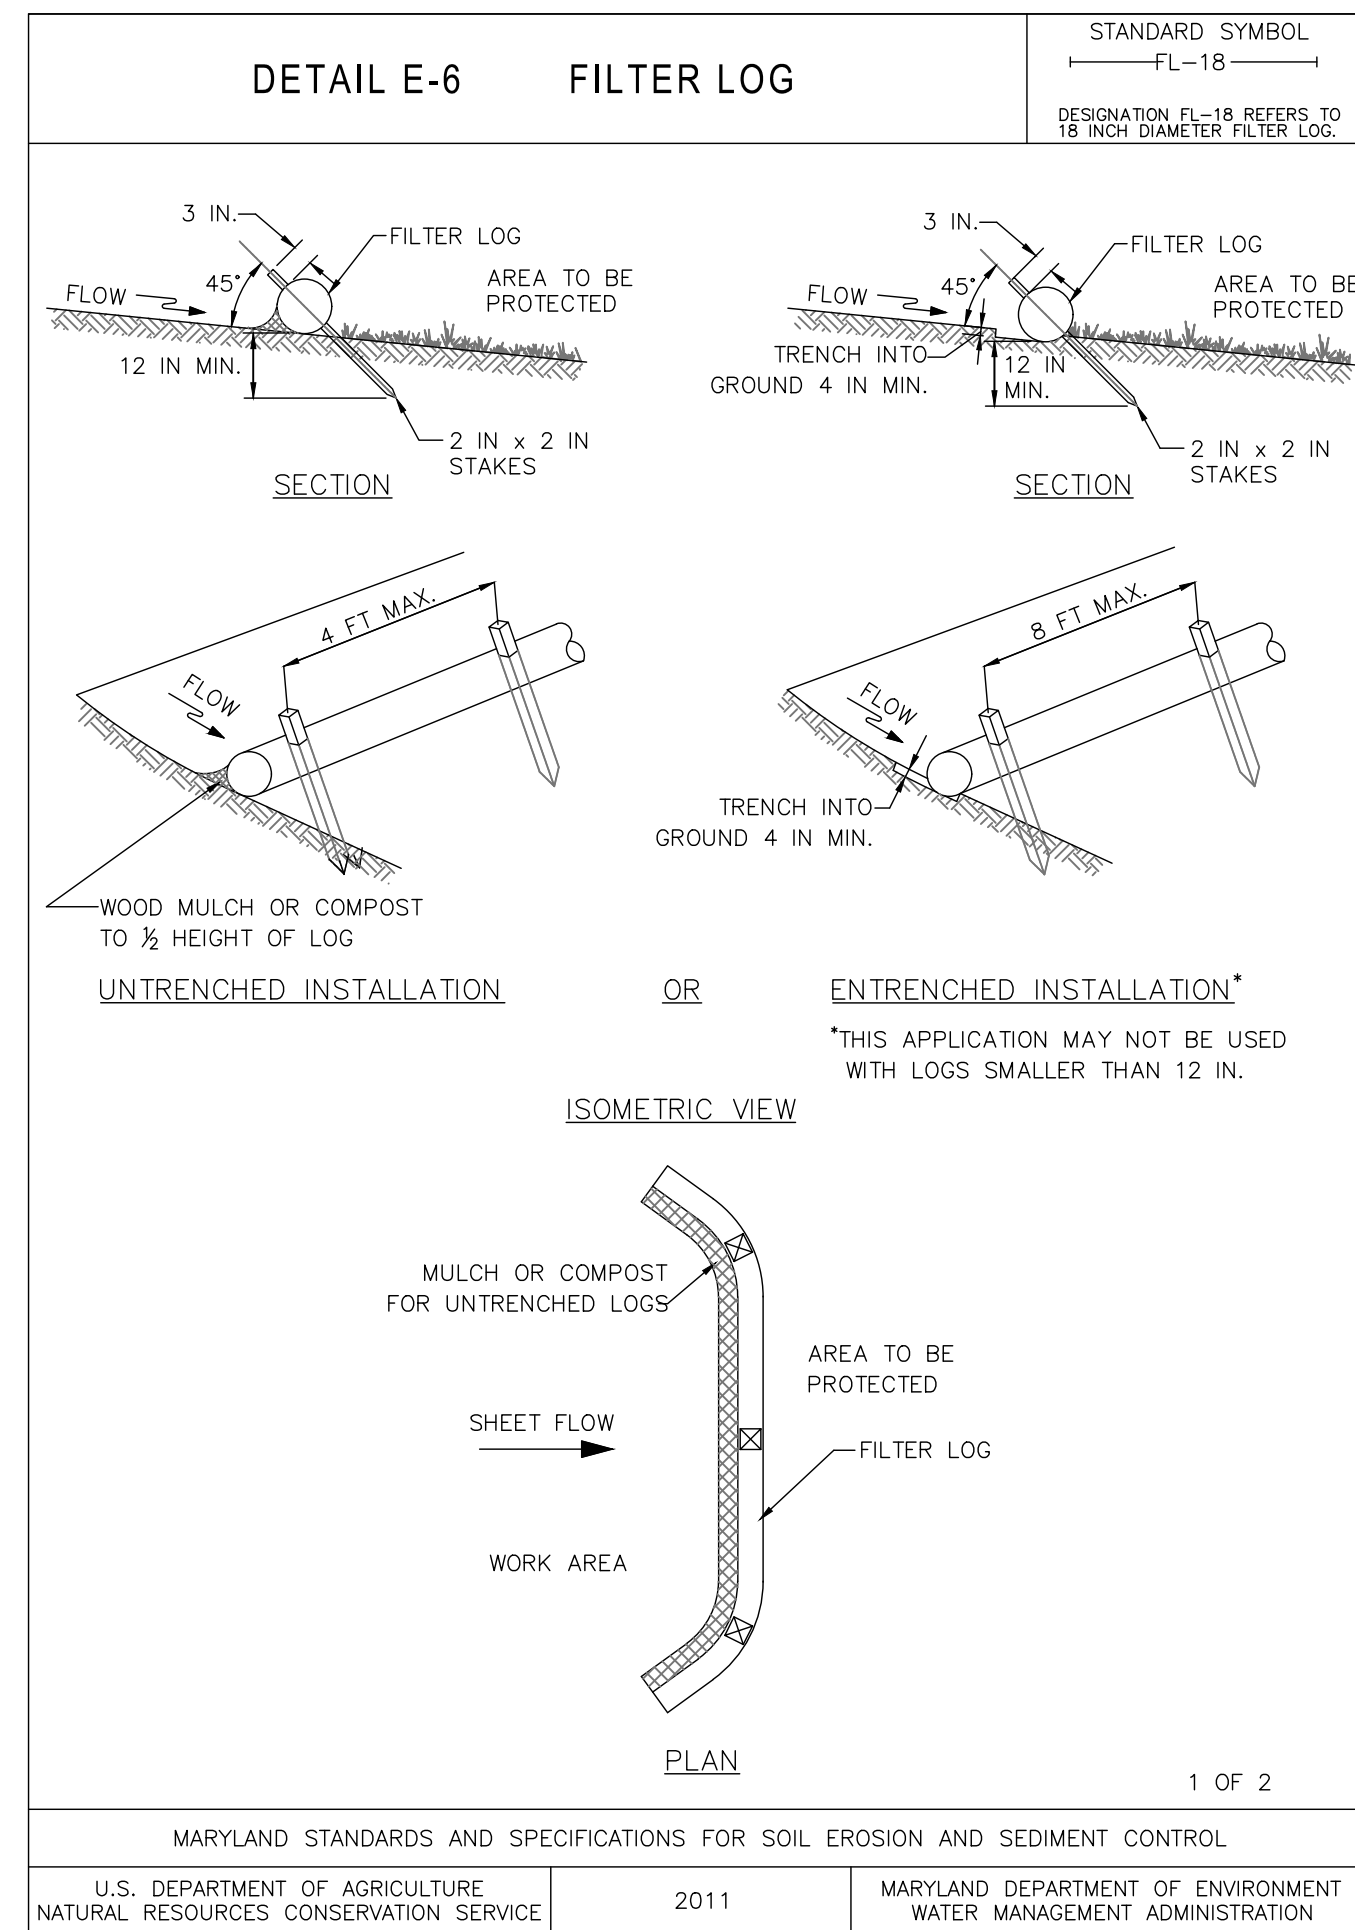 DETAIL E-6 FILTER LOG
STANDARD SYMBOL
FL-18
DESIGNATION FL-18 REFERS TO
18 INCH DIAMETER FILTER LOG.
3 IN.
FILTER LOG
45°
AREA TO BE
PROTECTED
FLOW
12 IN MIN.
2 IN x 2 IN
STAKES
SECTION
3 IN.
FILTER LOG
45°
AREA TO BE
PROTECTED
FLOW
TRENCH INTO
GROUND 4 IN MIN.
12 IN
MIN.
2 IN x 2 IN
STAKES
SECTION
4 FT MAX.
FLOW
WOOD MULCH OR COMPOST
TO ½ HEIGHT OF LOG
UNTRENCHED INSTALLATION
OR
8 FT MAX.
FLOW
TRENCH INTO
GROUND 4 IN MIN.
ENTRENCHED INSTALLATION*
*THIS APPLICATION MAY NOT BE USED
WITH LOGS SMALLER THAN 12 IN.
ISOMETRIC VIEW
MULCH OR COMPOST
FOR UNTRENCHED LOGS
AREA TO BE
PROTECTED
SHEET FLOW
FILTER LOG
WORK AREA
PLAN
1 OF 2
MARYLAND STANDARDS AND SPECIFICATIONS FOR SOIL EROSION AND SEDIMENT CONTROL
U.S. DEPARTMENT OF AGRICULTURE
NATURAL RESOURCES CONSERVATION SERVICE
2011
MARYLAND DEPARTMENT OF ENVIRONMENT
WATER MANAGEMENT ADMINISTRATION